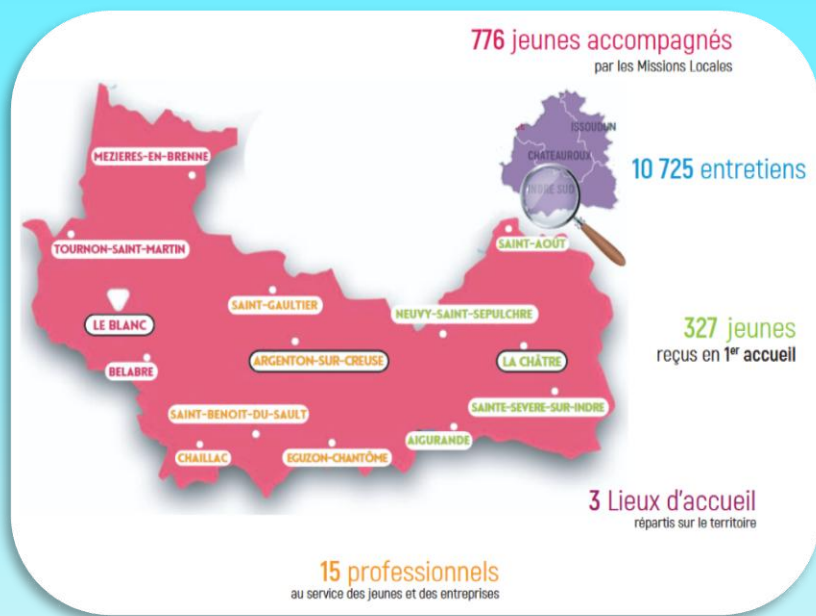 776 jeunes accompagnés
par les Missions Locales
ISSOUDUN
CHATEAUROUX
INDRE SUD
10 725 entretiens
MEZIERES-EN-BRENNE
TOURNON-SAINT-MARTIN
SAINT-AOÛT
SAINT-GAULTIER
NEUVY-SAINT-SEPULCHRE
LE BLANC
327 jeunes
reçus en 1er accueil
ARGENTON-SUR-CREUSE
LA CHÂTRE
BELABRE
SAINT-BENOIT-DU-SAULT
SAINTE-SEVERE-SUR-INDRE
AIGURANDE
CHAILLAC
EGUZON-CHANTÔME
3 Lieux d'accueil
répartis sur le territoire
15 professionnels
au service des jeunes et des entreprises